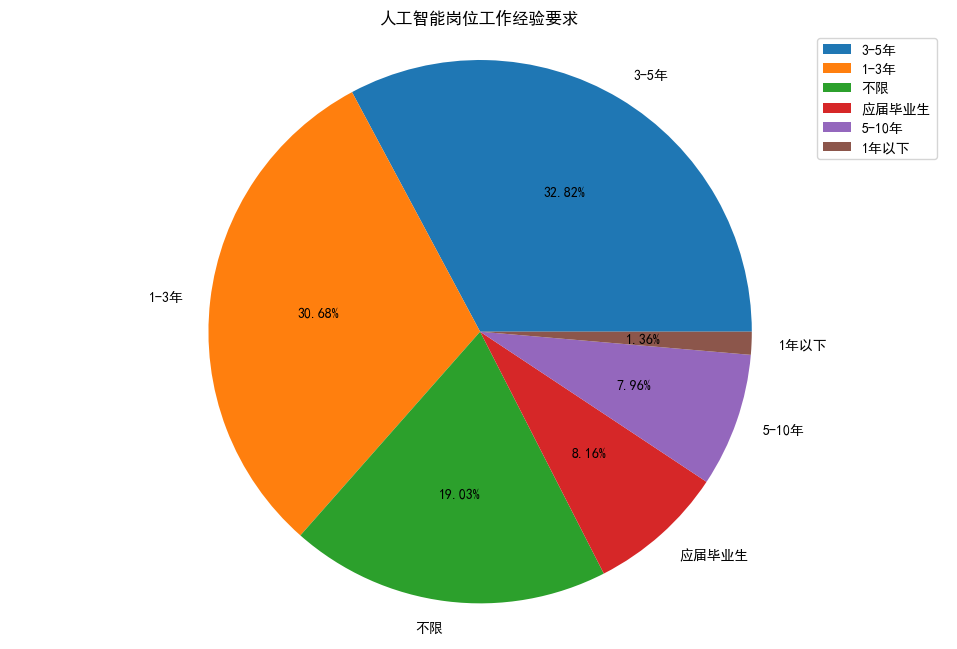 人工智能岗位工作经验要求
3-5年
1-3年
不限
应届毕业生
5-10年
1年以下
3-5年
32.82%
1-3年
30.68%
1.36%
1年以下
7.96%
5-10年
8.16%
19.03%
应届毕业生
不限